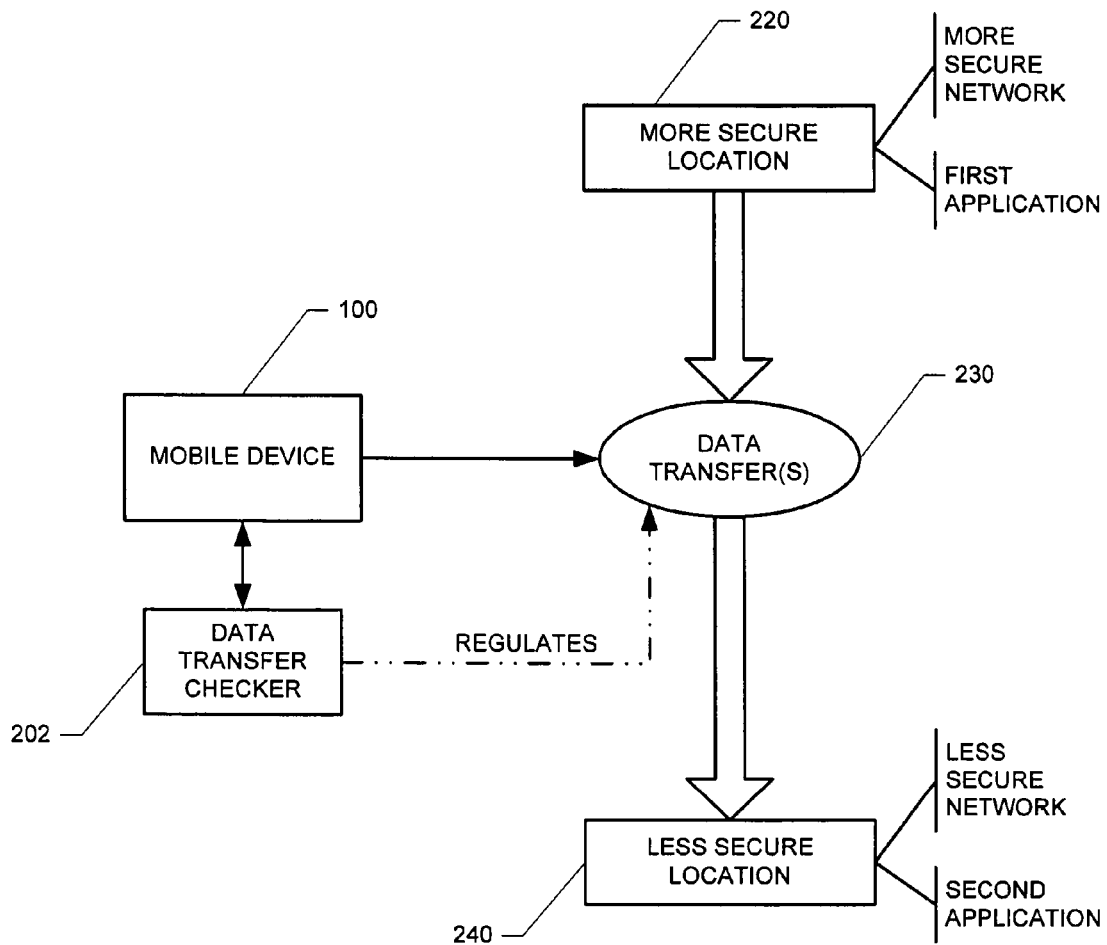 220
MORE
SECURE
NETWORK
MORE SECURE
LOCATION
FIRST
APPLICATION
100
230
MOBILE DEVICE
DATA
TRANSFER(S)
DATA
TRANSFER
CHECKER
REGULATES
202
LESS
SECURE
NETWORK
LESS SECURE
LOCATION
SECOND
APPLICATION
240